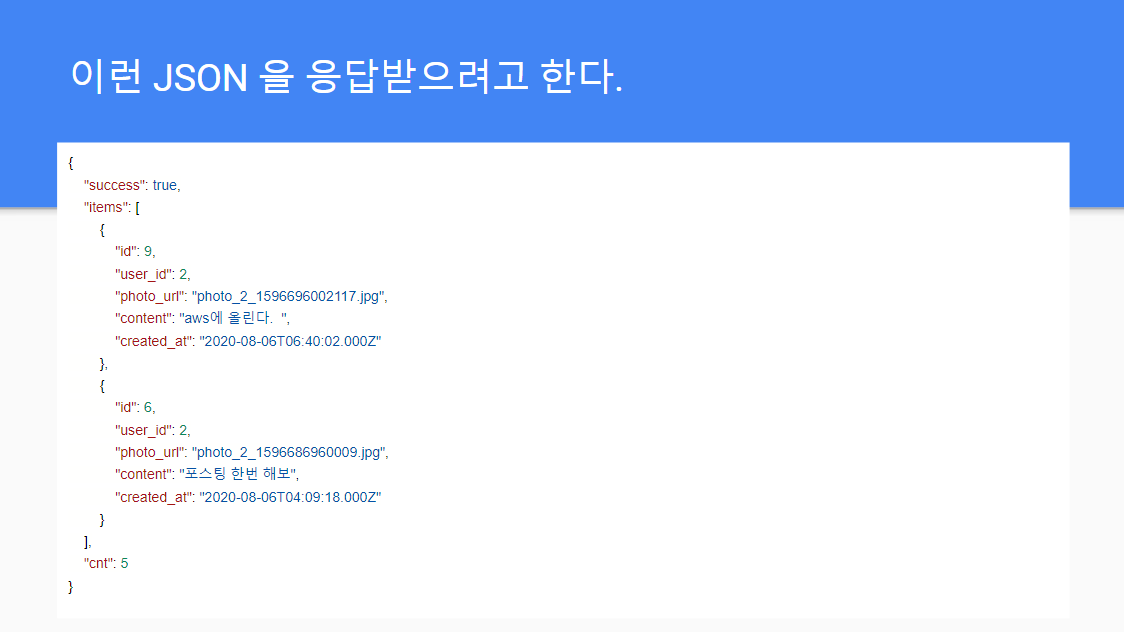 이런 JSON 을 응답받으려고 한다.
{
"success": true,
"items": [
{
"id": 9,
"user_id": 2,
"photo_url": "photo_2_1596696002117.jpg",
"content": "aws에 올린다.  ",
"created_at": "2020-08-06T06:40:02.000Z"
},
{
"id": 6,
"user_id": 2,
"photo_url": "photo_2_1596686960009.jpg",
"content": "포스팅 한번 해보",
"created_at": "2020-08-06T04:09:18.000Z"
}
],
"cnt": 5
}